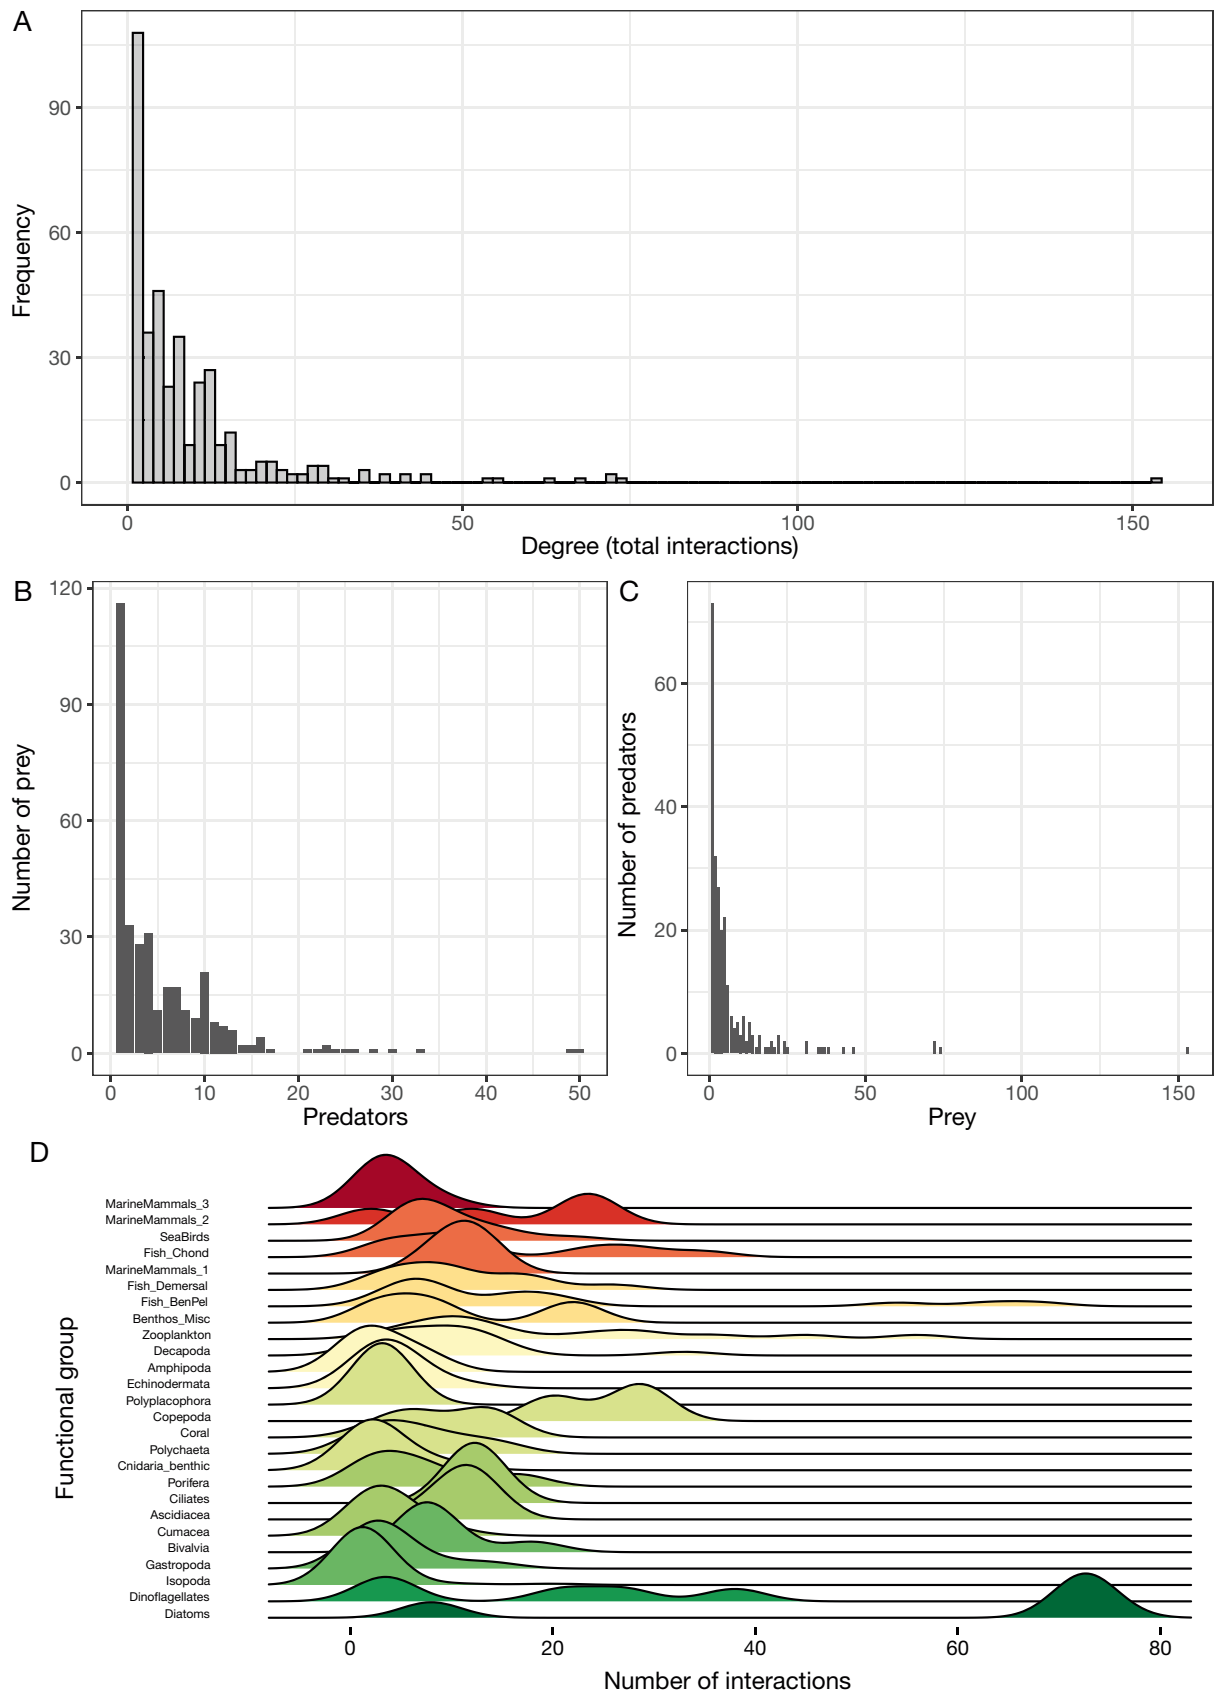 A
90
60
30
0
Frequency
0
50
100
150
Degree (total interactions)
B
120
90
60
30
0
Number of prey
0
10
20
30
40
50
Predators
C
60
40
20
0
Number of predators
0
50
100
150
Prey
D
MarineMammals_3
MarineMammals_2
SeaBirds
Fish_Chond
MarineMammals_1
Fish_Demersal
Fish_BenPel
Benthos_Misc
Zooplankton
Decapoda
Amphipoda
Echinodermata
Polyplacophora
Copepoda
Coral
Polychaeta
Cnidaria_benthic
Porifera
Ciliates
Ascidiacea
Cumacea
Bivalvia
Gastropoda
Isopoda
Dinoflagellates
Diatoms
Functional group
0
20
40
60
80
Number of interactions